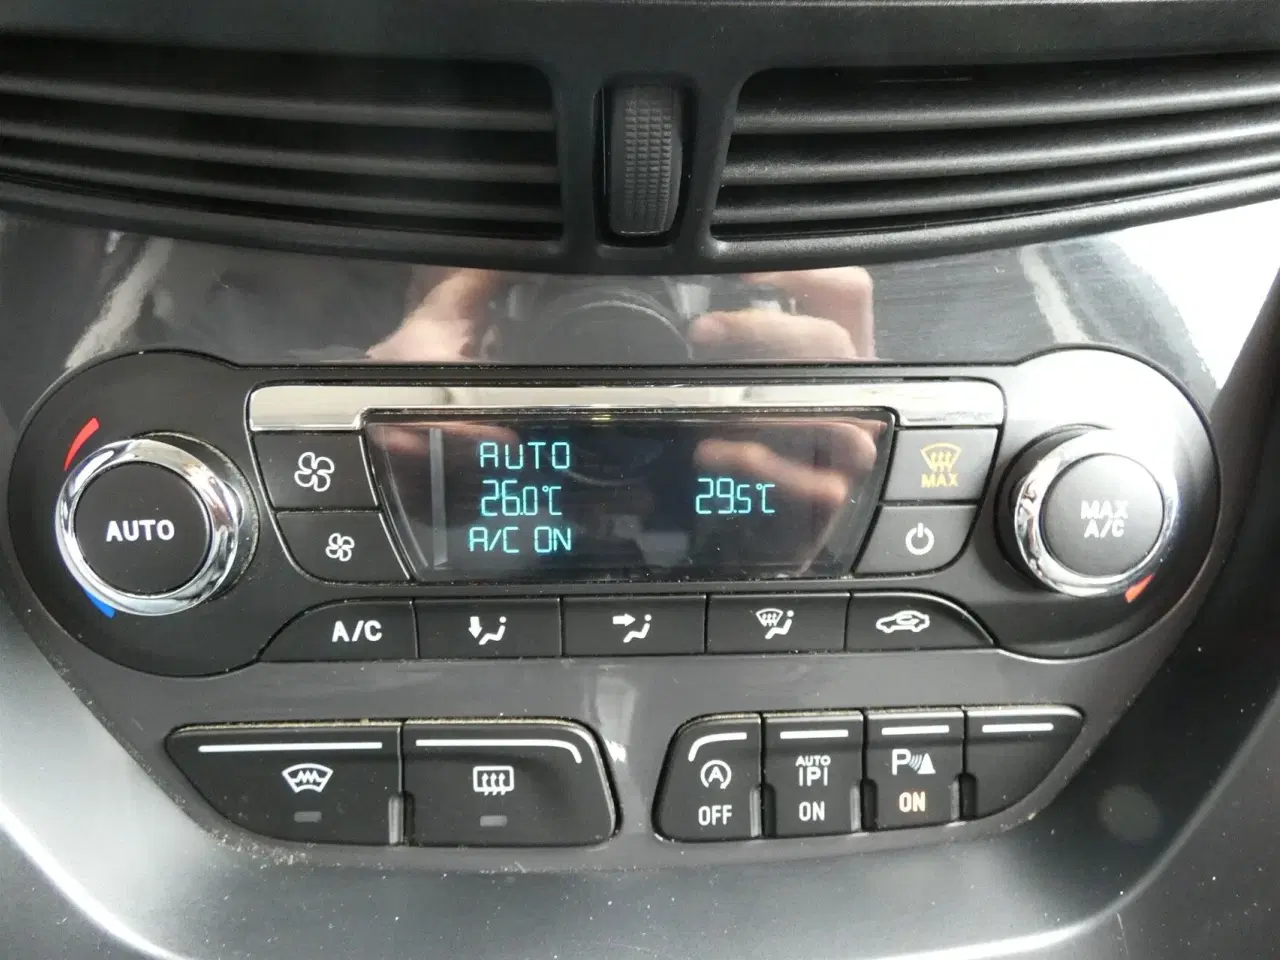 AUTO
AUTO
26.0°C
29.5°C
A/C ON
MAX
MAX
A/C
A/C
A
OFF
AUTO
P
ON
P
ON